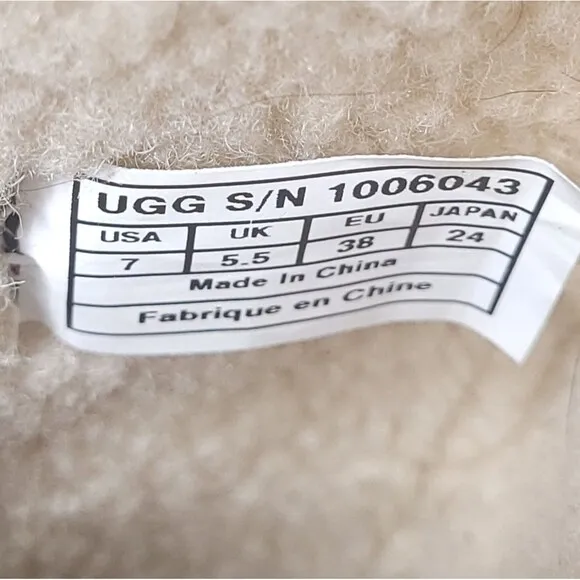 UGG S/N 1006043
USA UK EU JAPAN
7 5.5 38 24
Made In China
Fabrique en Chine